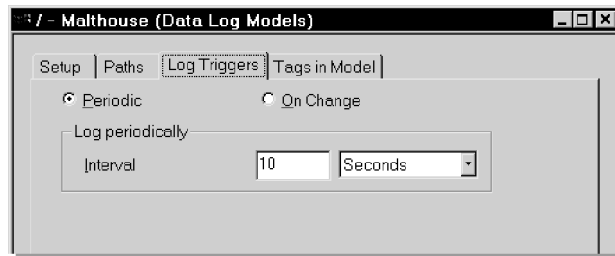 / - Malthouse (Data Log Models)
Setup Paths Log Triggers Tags in Model
Periodic On Change
Log periodically
Interval 10 Seconds